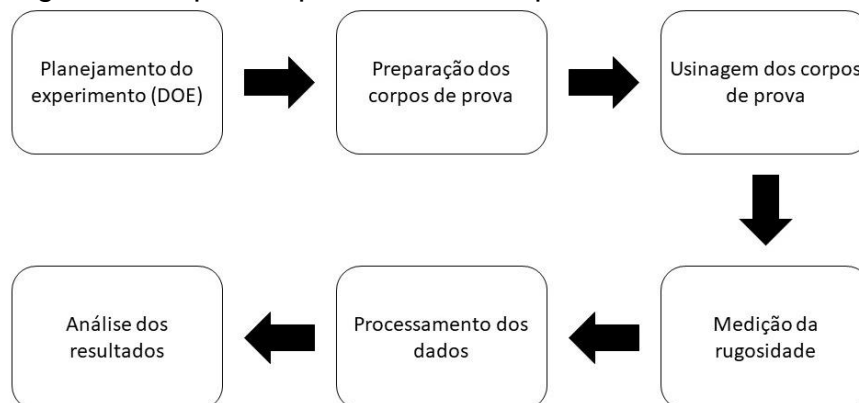 Planejamento do
experimento (DOE)
Preparação dos
corpos de prova
Usinagem dos corpos
de prova
Medição da
rugosidade
Processamento dos
dados
Análise dos
resultados